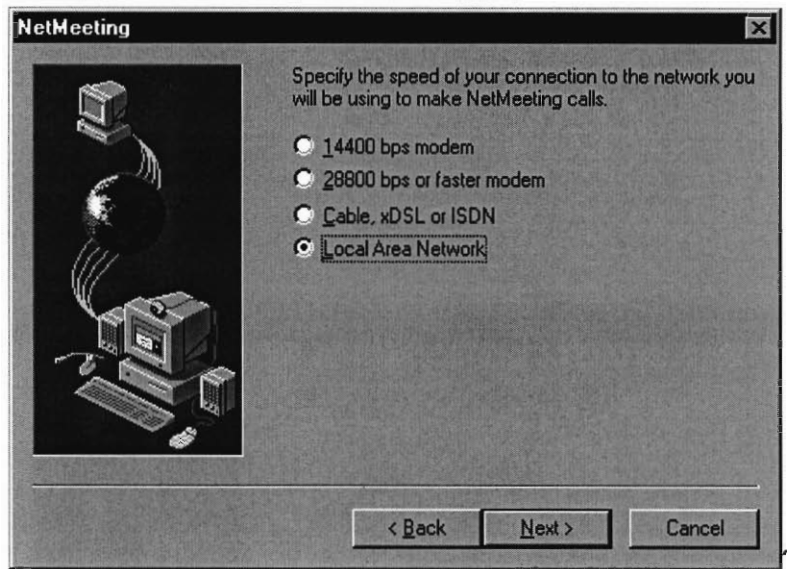 NetMeeting
Specify the speed of your connection to the network you
will be using to make NetMeeting calls.
14400 bps modem
28800 bps or faster modem
Cable, xDSL or ISDN
Local Area Network
< Back
Next >
Cancel